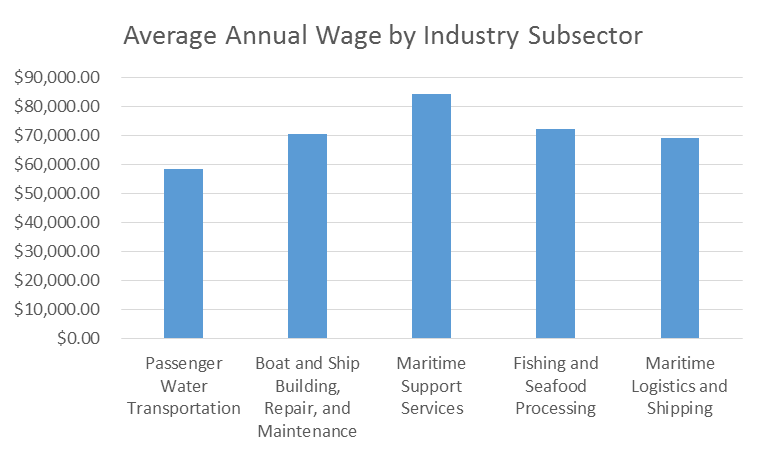 Average Annual Wage by Industry Subsector
$90,000.00
$80,000.00
$70,000.00
$60,000.00
$50,000.00
$40,000.00
$30,000.00
$20,000.00
$10,000.00
$0.00
Passenger
Water
Transportation
Boat and Ship
Building,
Repair, and
Maintenance
Maritime
Support
Services
Fishing and
Seafood
Processing
Maritime
Logistics and
Shipping